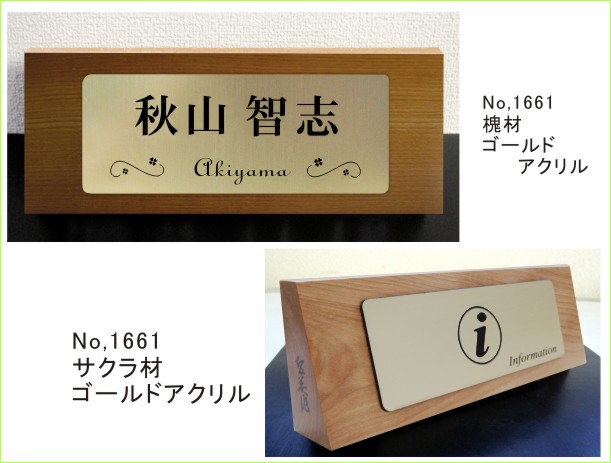 秋山 智志
Akiyama
No,1661
槐材
ゴールド
アクリル
No,1661
サクラ材
ゴールドアクリル
i
Information